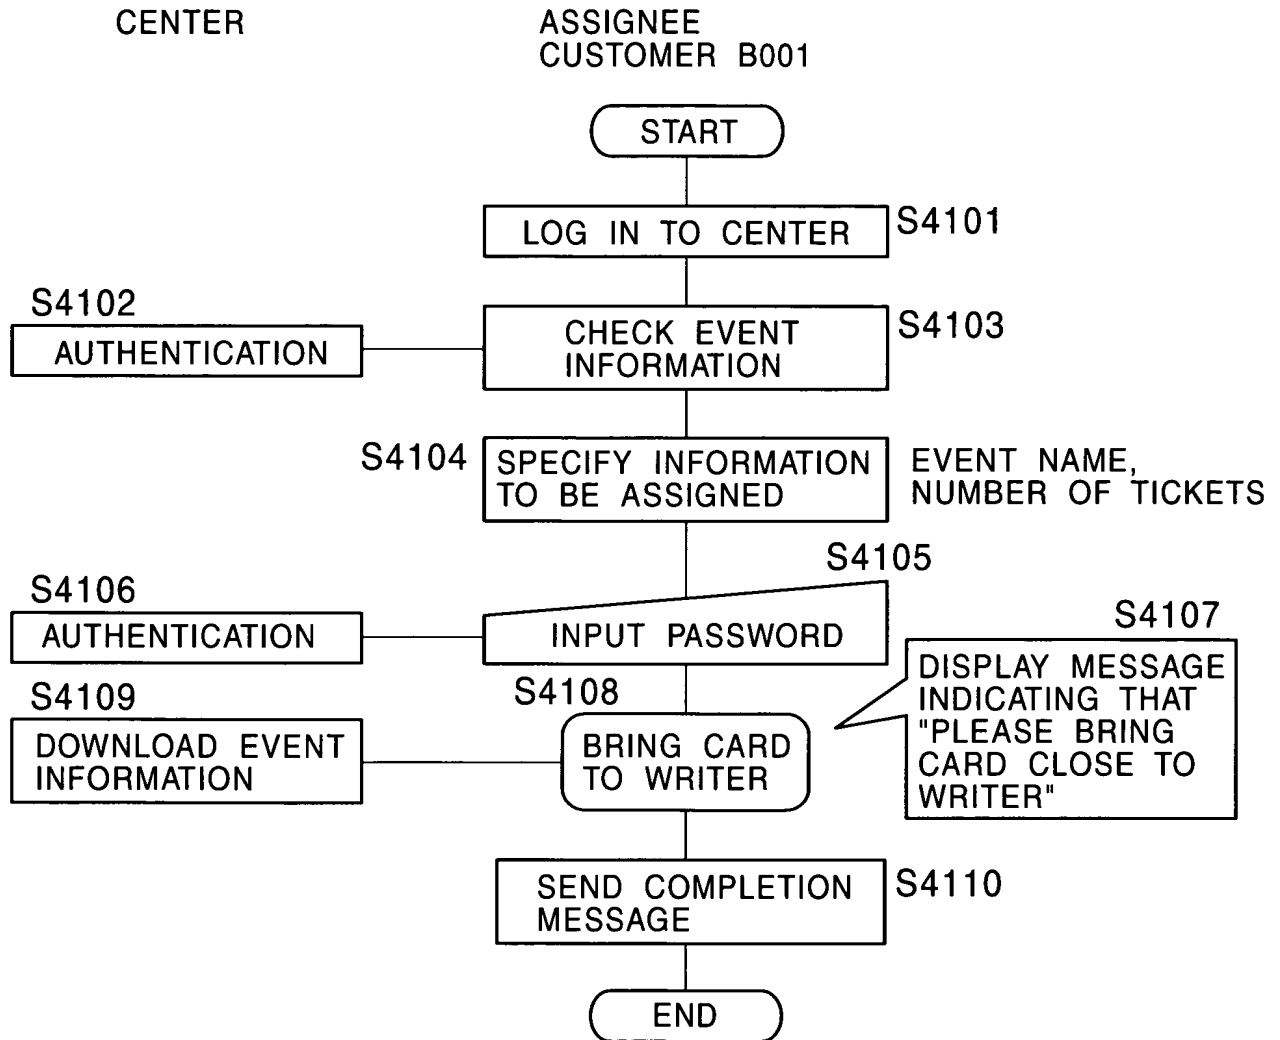 CENTER
ASSIGNEE
CUSTOMER B001
START
LOG IN TO CENTER
S4101
S4102
AUTHENTICATION
CHECK EVENT
INFORMATION
S4103
S4104
SPECIFY INFORMATION
TO BE ASSIGNED
EVENT NAME,
NUMBER OF TICKETS
S4105
S4106
AUTHENTICATION
INPUT PASSWORD
S4107
DISPLAY MESSAGE
INDICATING THAT
"PLEASE BRING
CARD CLOSE TO
WRITER"
S4108
S4109
DOWNLOAD EVENT
INFORMATION
BRING CARD
TO WRITER
SEND COMPLETION
MESSAGE
S4110
END